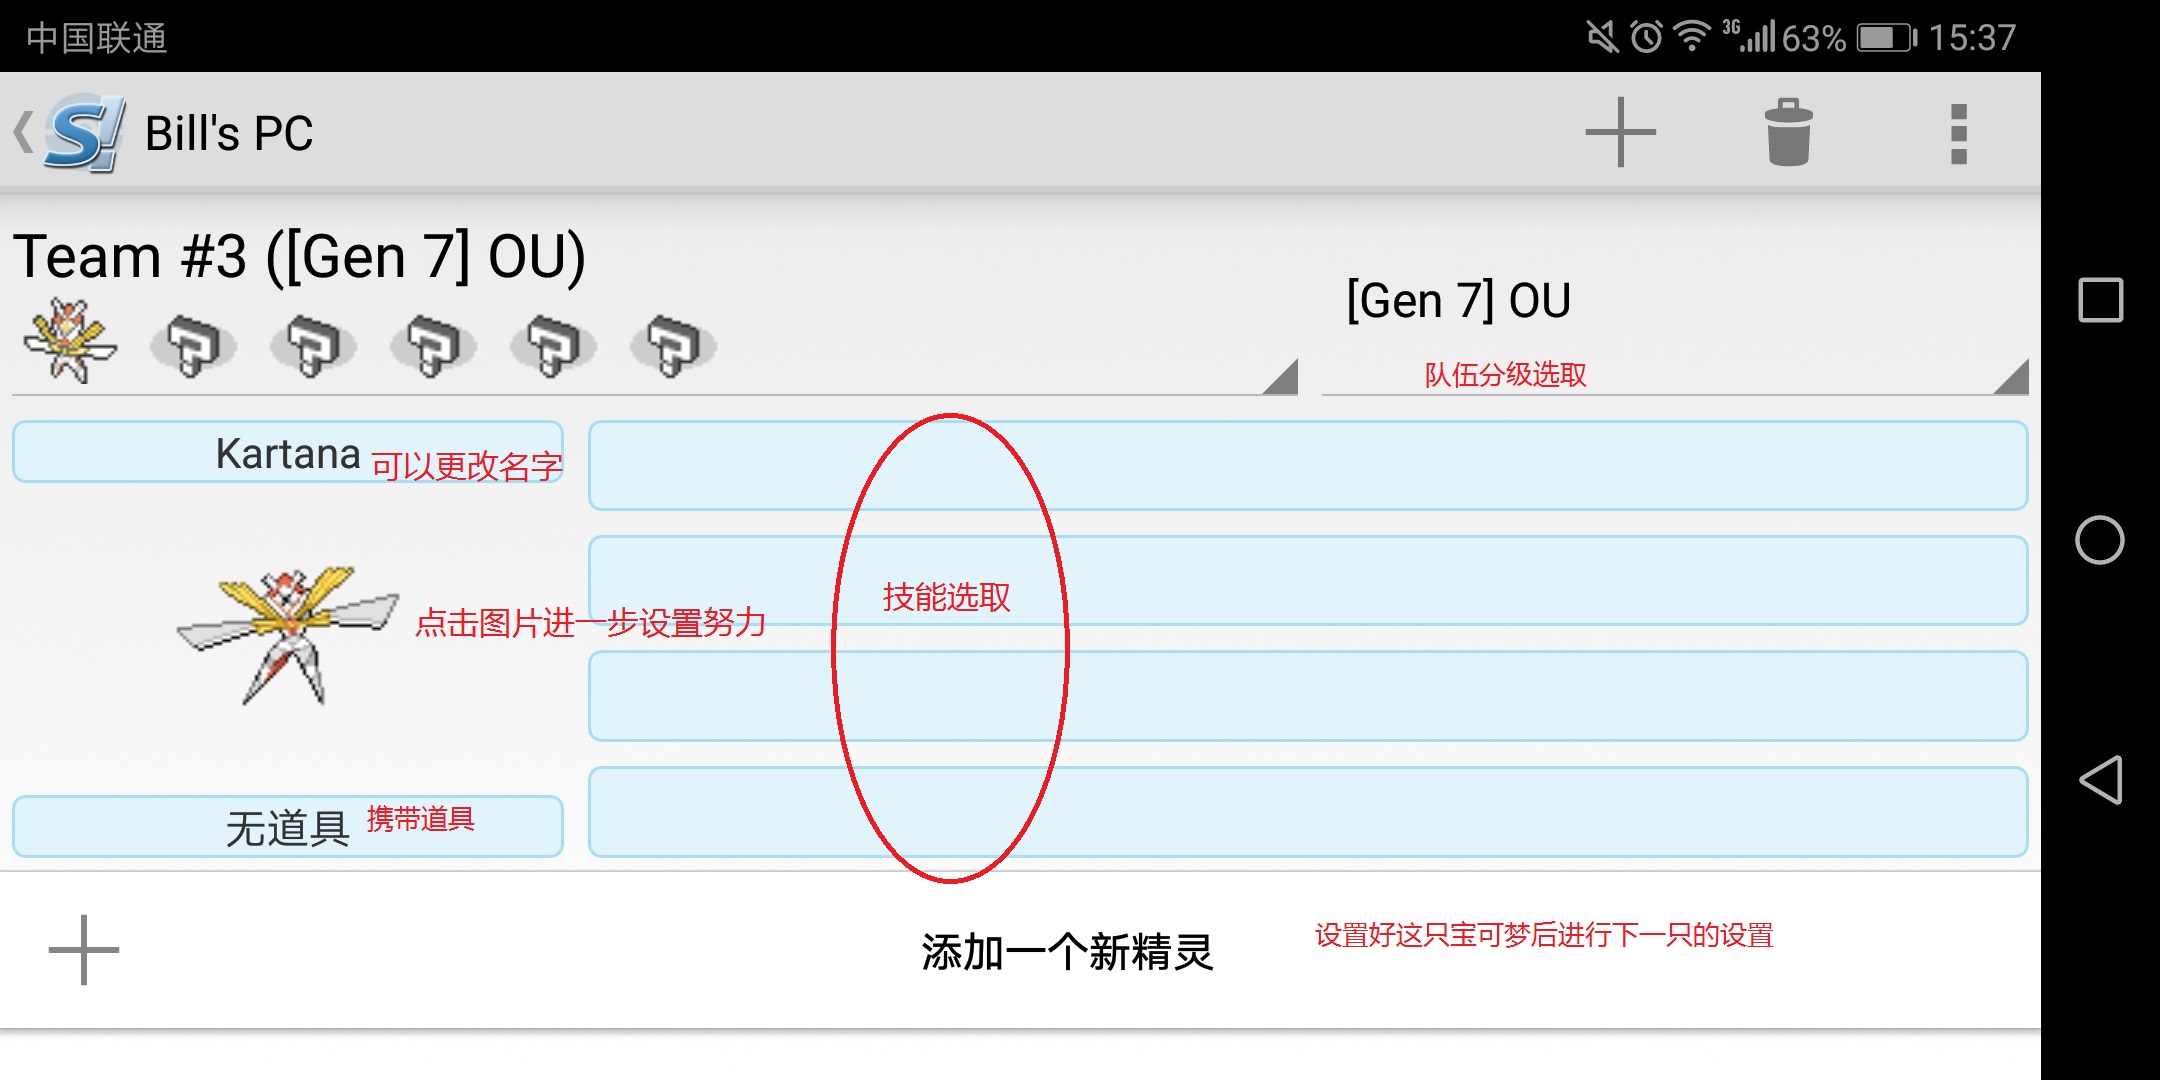 中国联通 3G 63% 15:37
S! Bill's PC
Team #3 ([Gen 7] OU)
[Gen 7] OU
队伍分级选取
Kartana 可以更改名字
技能选取
点击图片进一步设置努力
无道具 携带道具
添加一个新精灵 设置好这只宝可梦后进行下一只的设置